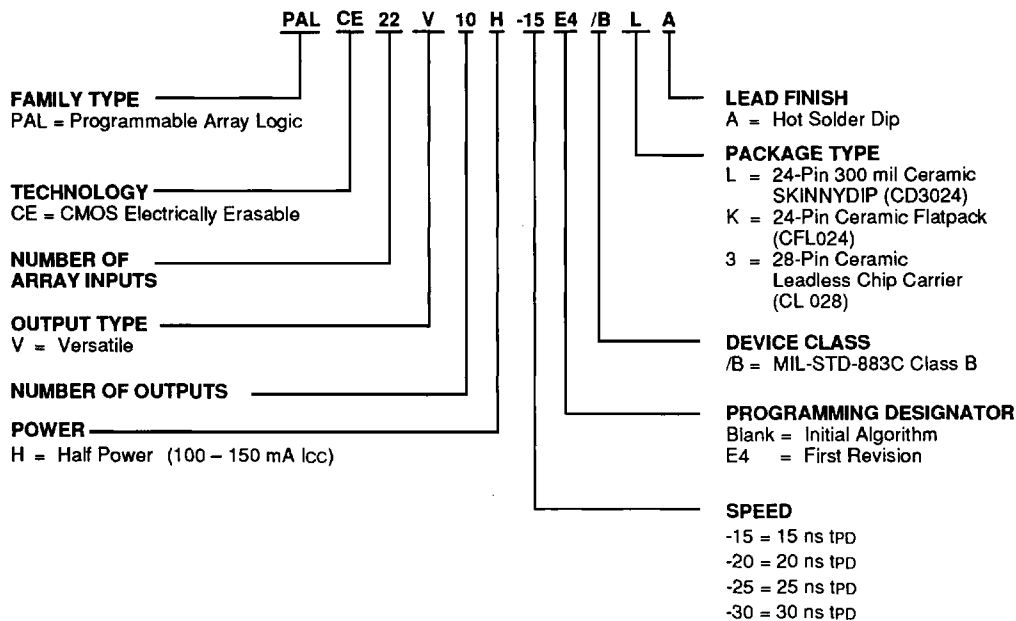 PAL CE 22 V 10 H -15 E4 /B L A
FAMILY TYPE
PAL = Programmable Array Logic
TECHNOLOGY
CE = CMOS Electrically Erasable
NUMBER OF
ARRAY INPUTS
OUTPUT TYPE
V = Versatile
NUMBER OF OUTPUTS
POWER
H = Half Power (100 – 150 mA ICC)
LEAD FINISH
A = Hot Solder Dip
PACKAGE TYPE
L = 24-Pin 300 mil Ceramic
SKINNYDIP (CD3024)
K = 24-Pin Ceramic Flatpack
(CFL024)
3 = 28-Pin Ceramic
Leadless Chip Carrier
(CL 028)
DEVICE CLASS
/B = MIL-STD-883C Class B
PROGRAMMING DESIGNATOR
Blank = Initial Algorithm
E4 = First Revision
SPEED
-15 = 15 ns tPD
-20 = 20 ns tPD
-25 = 25 ns tPD
-30 = 30 ns tPD